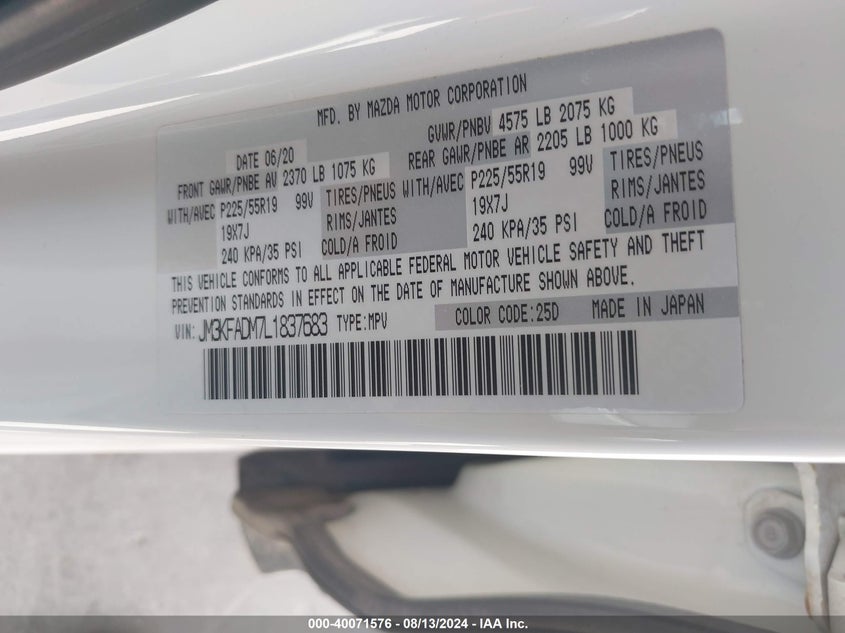 MFD. BY MAZDA MOTOR CORPORATION
DATE 06/20 GVWR/PNBV 4575 LB 2075 KG
FRONT GAWR/PNBE AV 2370 LB 1075 KG REAR GAWR/PNBE AR 2205 LB 1000 KG
WITH/AVEC P225/55R19 99V TIRES/PNEUS WITH/AVEC P225/55R19 99V TIRES/PNEUS
19X7J RIMS/JANTES 19X7J RIMS/JANTES
240 KPA/35 PSI COLD/A FROID 240 KPA/35 PSI COLD/A FROID
THIS VEHICLE CONFORMS TO ALL APPLICABLE FEDERAL MOTOR VEHICLE SAFETY AND THEFT
PREVENTION STANDARDS IN EFFECT ON THE DATE OF MANUFACTURE SHOWN ABOVE.
VIN: JM3KFADM7L1837683 TYPE:MPV COLOR CODE:25D MADE IN JAPAN
000-40071576 - 08/13/2024 - IAA Inc.